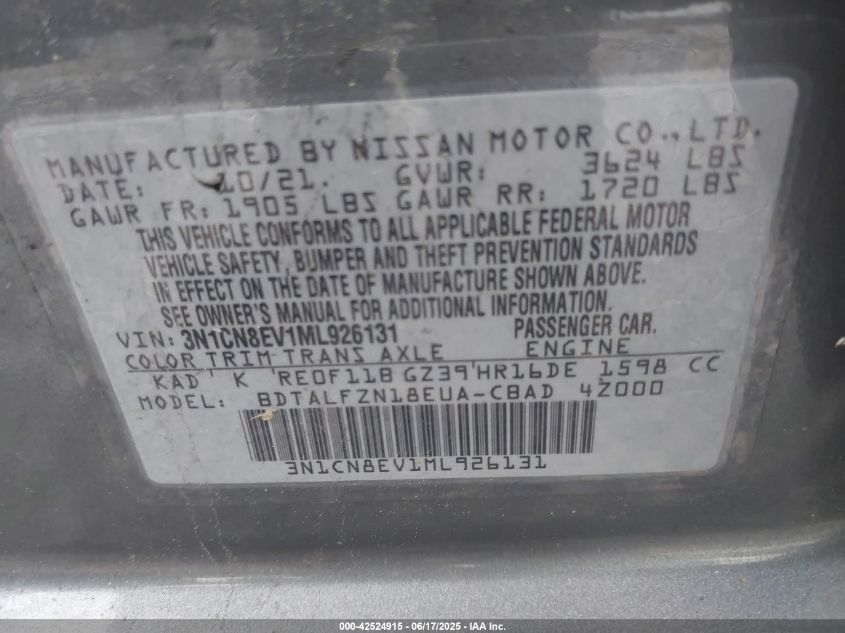 MANUFACTURED BY NISSAN MOTOR CO., LTD.
DATE: 10/21. GVWR: 3624 LBS
GAWR FR: 1905 LBS GAWR RR: 1720 LBS
THIS VEHICLE CONFORMS TO ALL APPLICABLE FEDERAL MOTOR
VEHICLE SAFETY, BUMPER AND THEFT PREVENTION STANDARDS
IN EFFECT ON THE DATE OF MANUFACTURE SHOWN ABOVE.
SEE OWNER'S MANUAL FOR ADDITIONAL INFORMATION.
VIN: 3N1CN8EV1ML926131 PASSENGER CAR.
COLOR TRIM TRANS AXLE ENGINE
KAD K RE0F11B GZ39 HR16DE 1598 CC
MODEL: BDTALFZN18EUA-CBAD 4Z000
3N1CN8EV1ML926131
000-42524915 - 06/17/2025 - IAA Inc.